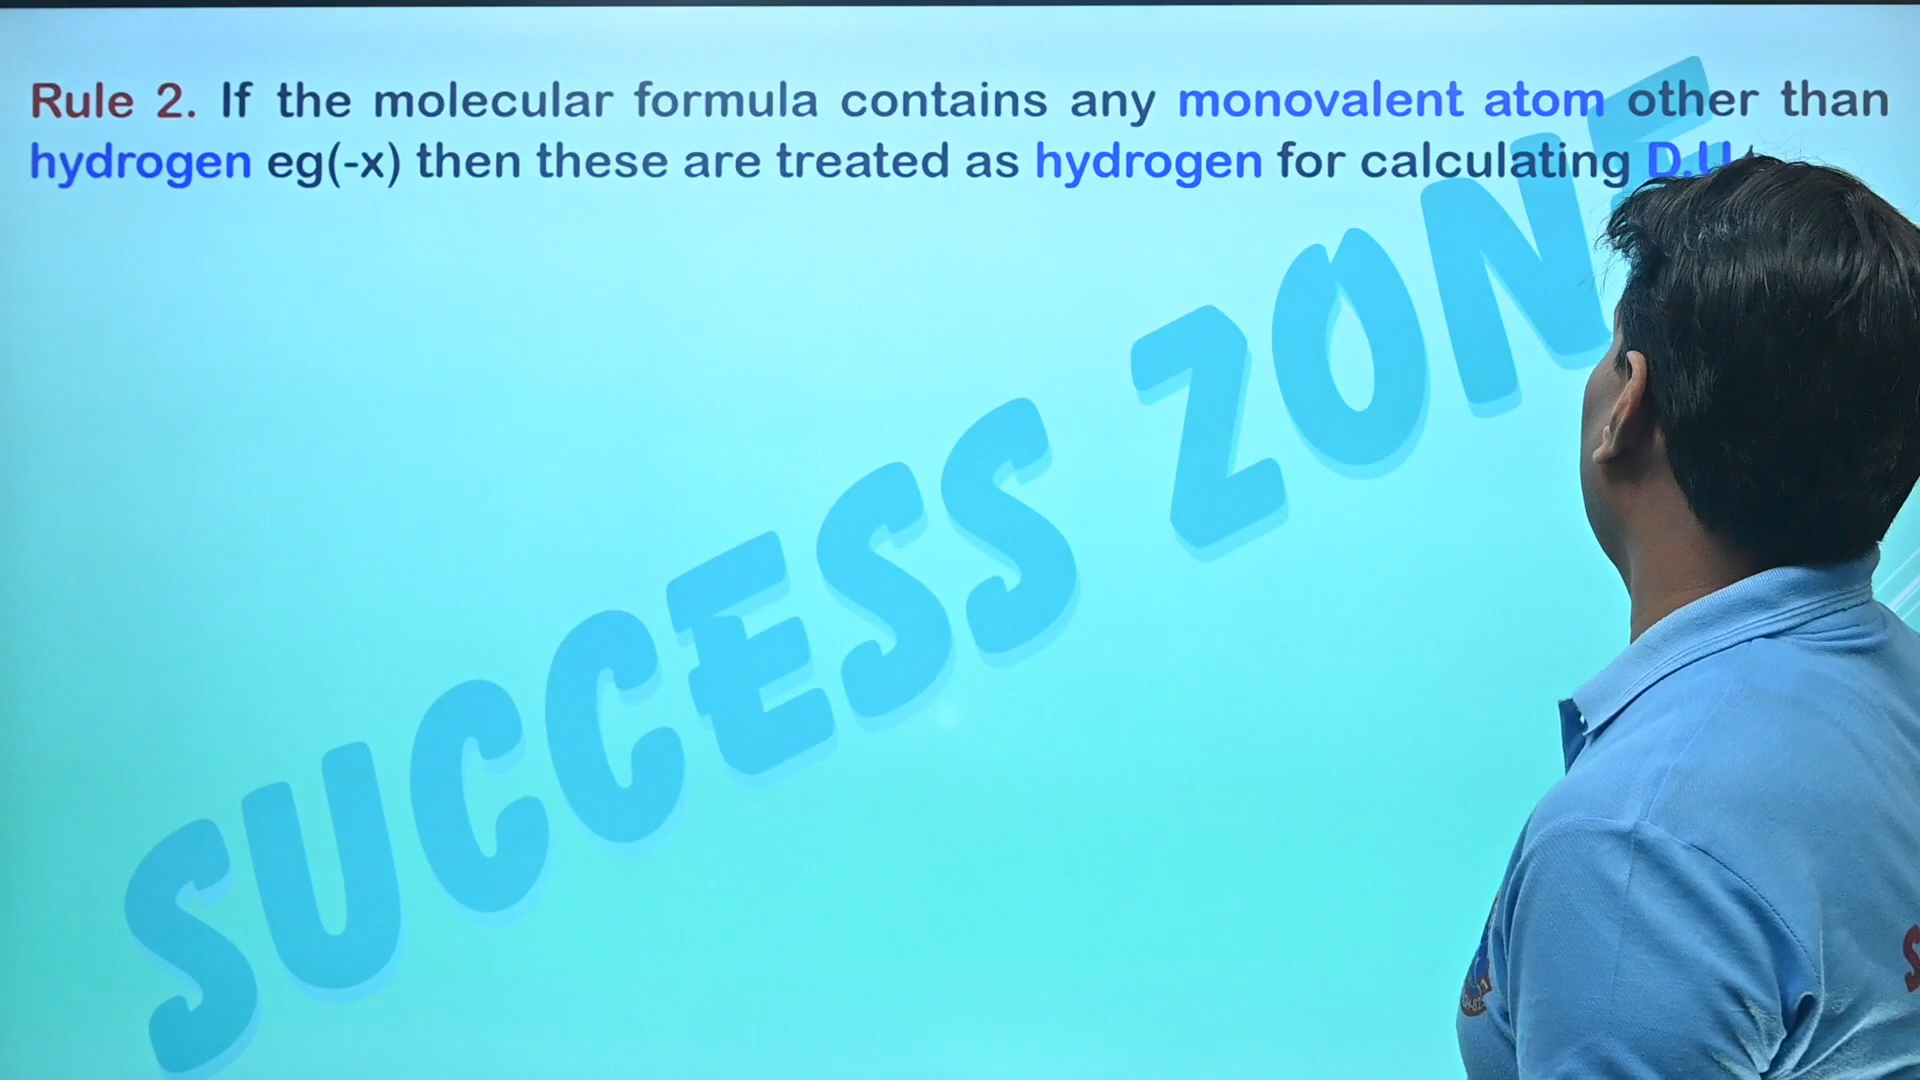 Rule 2. If the molecular formula contains any monovalent atom other than
hydrogen eg(-x) then these are treated as hydrogen for calculating D.U.
SUCCESS ZONE